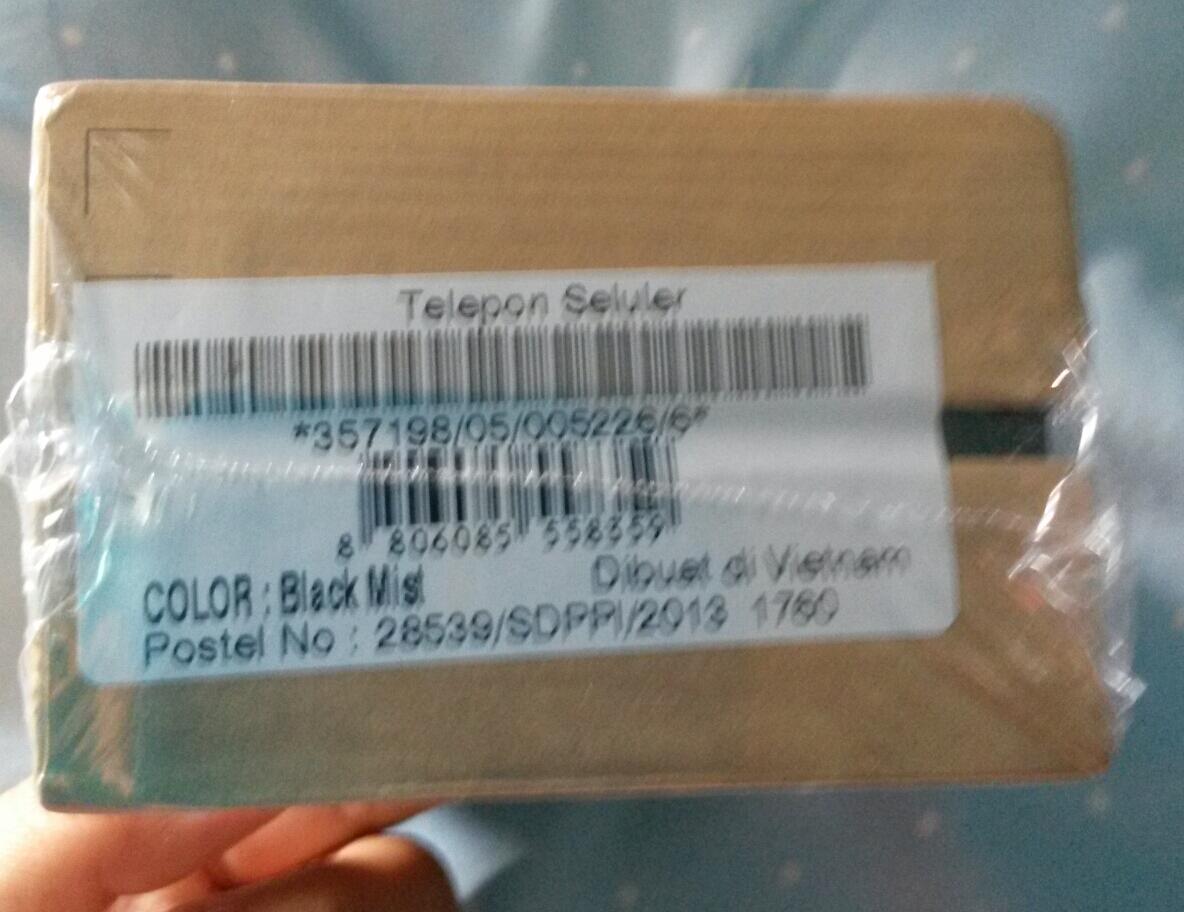 Telepon Seluler
*357198/05/005226/6*
8 806085 558359
COLOR : Black Mist Dibuat di Vietnam
Postel No : 28539/SDPPI/2013 1760